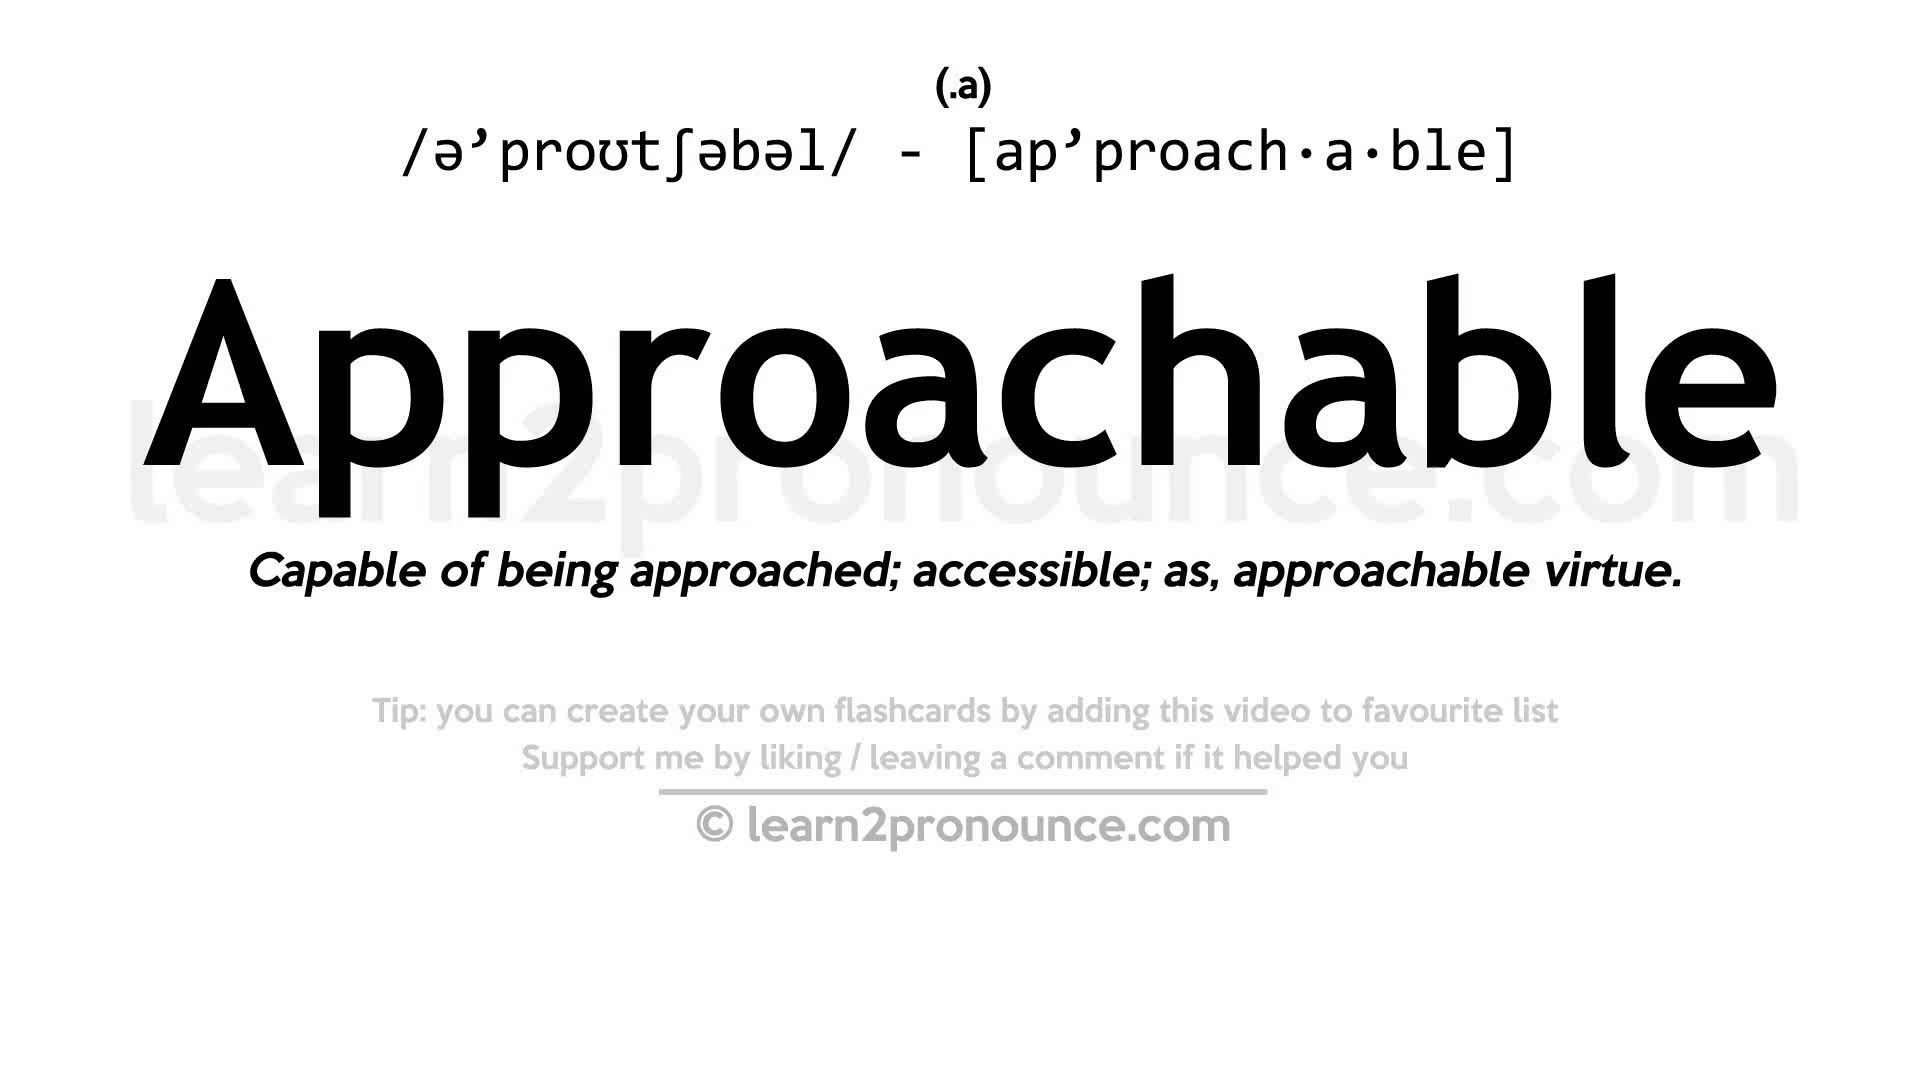 (.a)
/ə’proʊtʃəbəl/ - [ap’proach·a·ble]
Approachable
learn2pronounce.com
Capable of being approached; accessible; as, approachable virtue.
Tip: you can create your own flashcards by adding this video to favourite list
Support me by liking / leaving a comment if it helped you
© learn2pronounce.com